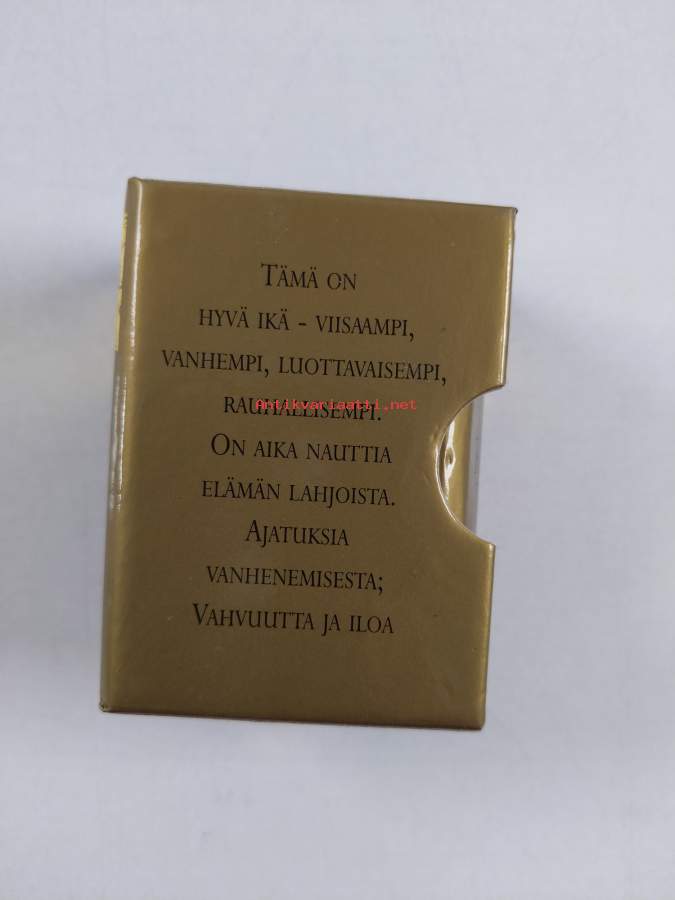 Tämä on
hyvä ikä - viisaampi,
vanhempi, luottavaisempi,
rauhallisempi.
Antikvariaatti.net
On aika nauttia
elämän lahjoista.
Ajatuksia
vanhenemisesta;
Vahvuutta ja iloa